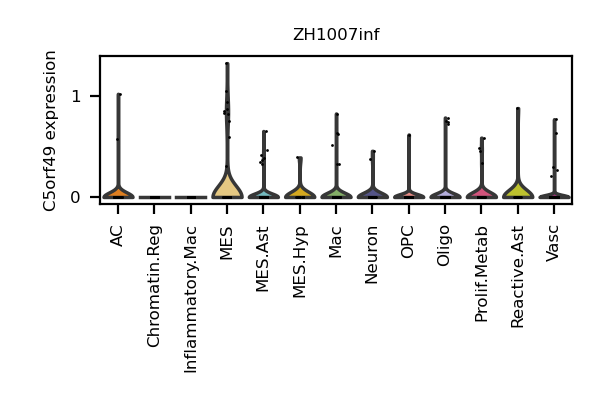 ZH1007inf
C5orf49 expression
1
0
AC
Chromatin.Reg
Inflammatory.Mac
MES
MES.Ast
MES.Hyp
Mac
Neuron
OPC
Oligo
Prolif.Metab
Reactive.Ast
Vasc